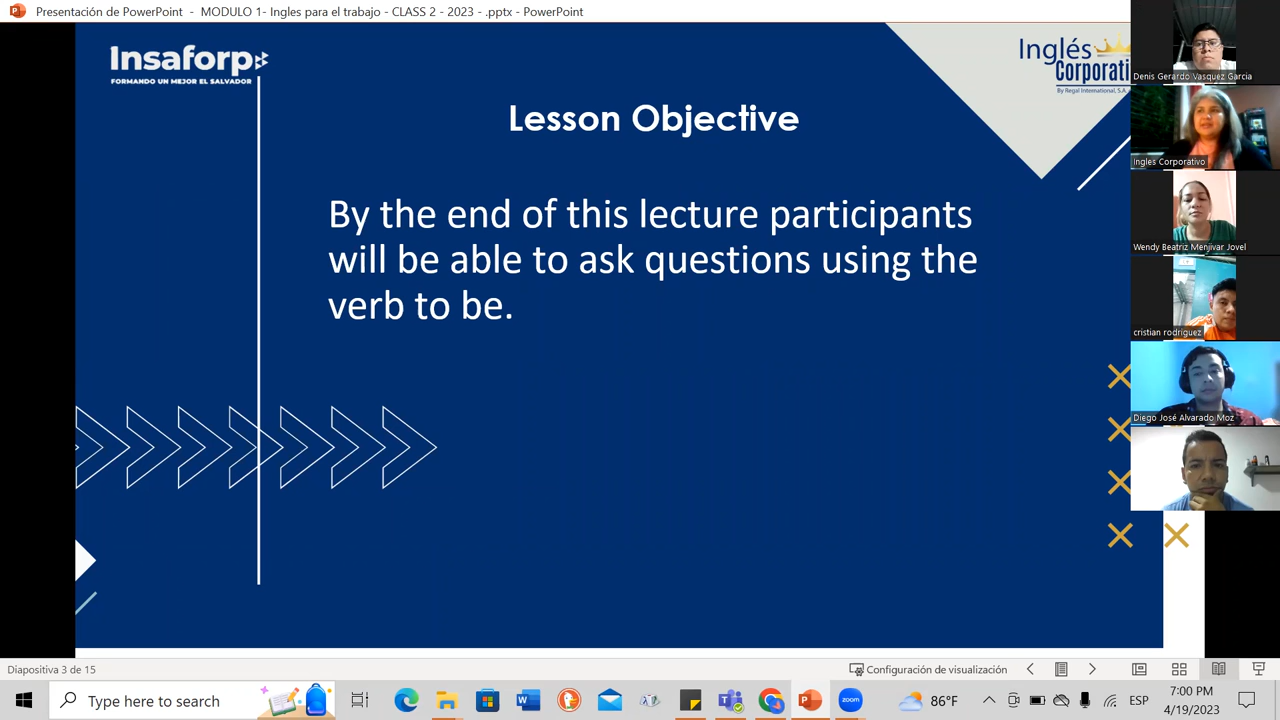 Presentación de PowerPoint - MODULO 1- Ingles para el trabajo - CLASS 2 - 2023 - .pptx - PowerPoint
Insaforp
FORMANDO UN MEJOR EL SALVADOR
Inglés
Corporati
By Regal International, S.A.
Lesson Objective
By the end of this lecture participants
will be able to ask questions using the
verb to be.
Denis Gerardo Vasquez Garcia
Ingles Corporativo
Wendy Beatriz Menjivar Jovel
cristian rodriguez
Diego José Alvarado Moz
Diapositiva 3 de 15
Configuración de visualización
Type here to search
86°F
ESP
7:00 PM
4/19/2023